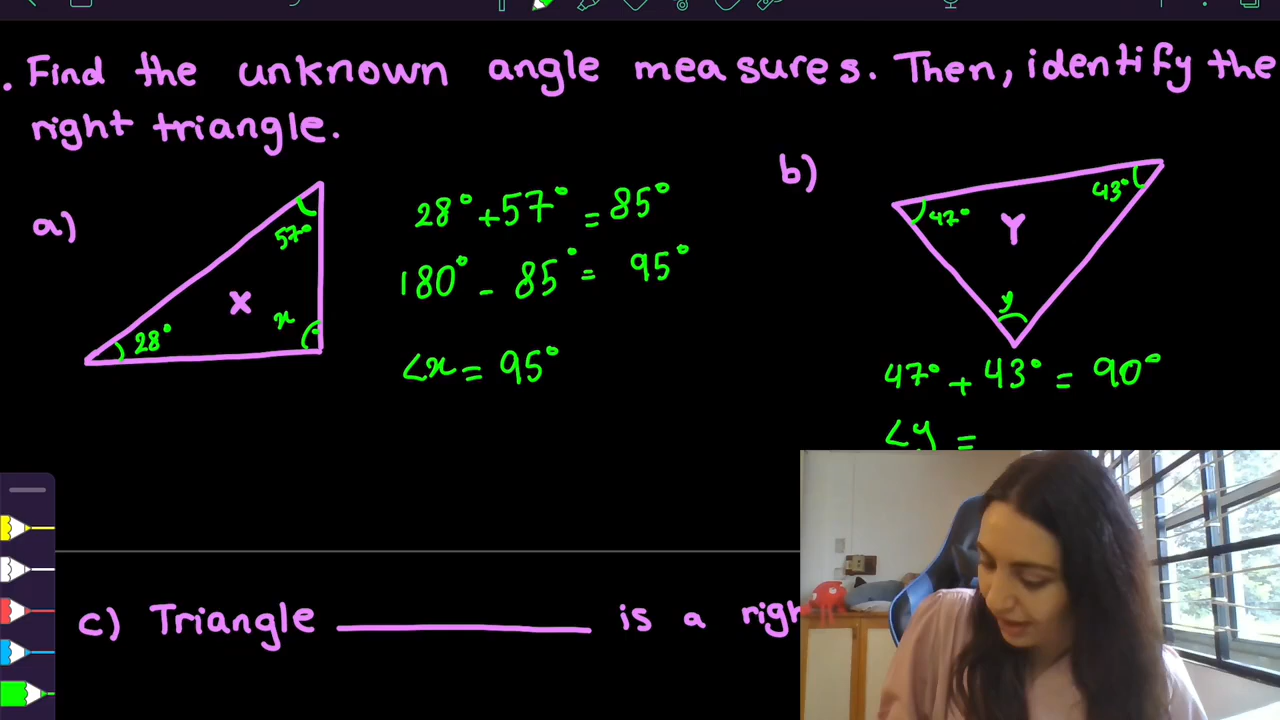 . Find the unknown angle measures. Then, identify the
right triangle.
a)
57°
X
x
28°
28° + 57° = 85°
180° - 85° = 95°
<x = 95°
b)
47°
43°
Y
y
47° + 43° = 90°
<y =
c) Triangle ____________ is a righ